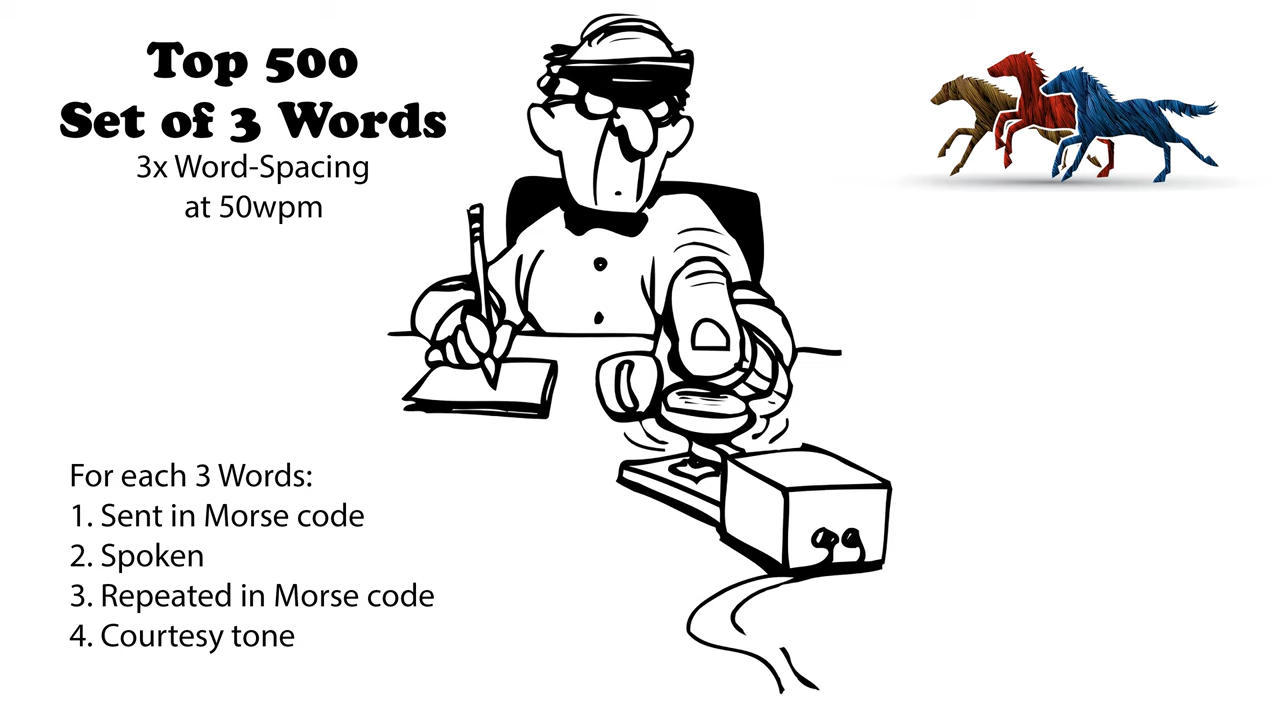 Top 500
Set of 3 Words
3x Word-Spacing
at 50wpm
For each 3 Words:
1. Sent in Morse code
2. Spoken
3. Repeated in Morse code
4. Courtesy tone